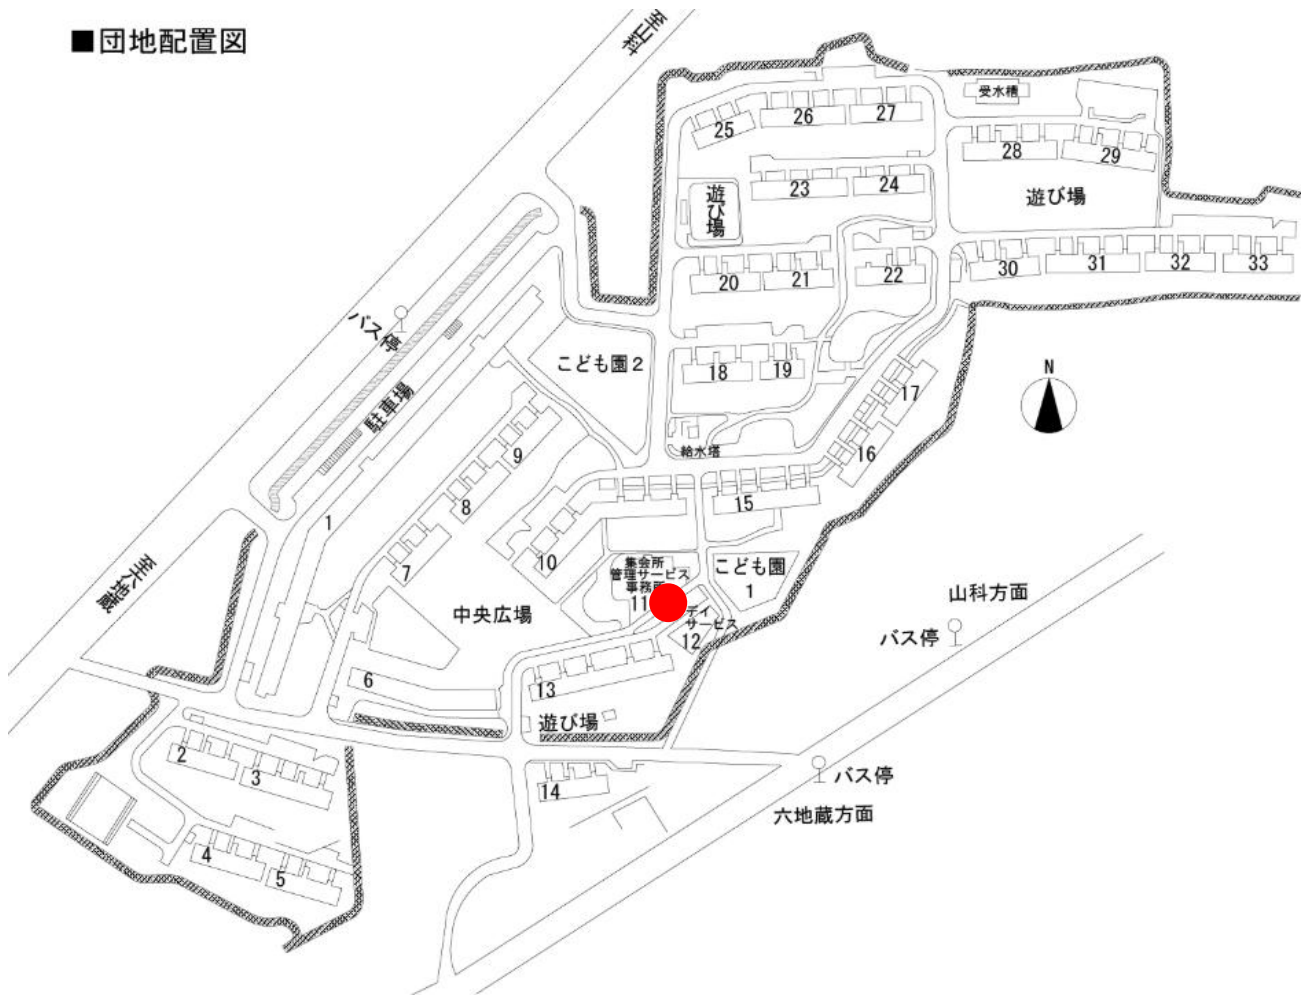 ■団地配置図
至山科
受水槽
25
26
27
28
29
23
24
遊び場
遊び場
20
21
22
30
31
32
33
バス停
こども園2
18
19
17
N
駐車場
9
給水塔
16
8
15
1
7
10
集会所
管理サービス
事務所
11
こども園
1
至六地蔵
中央広場
デイ
サービス
12
山科方面
バス停
6
13
遊び場
2
3
14
バス停
六地蔵方面
4
5